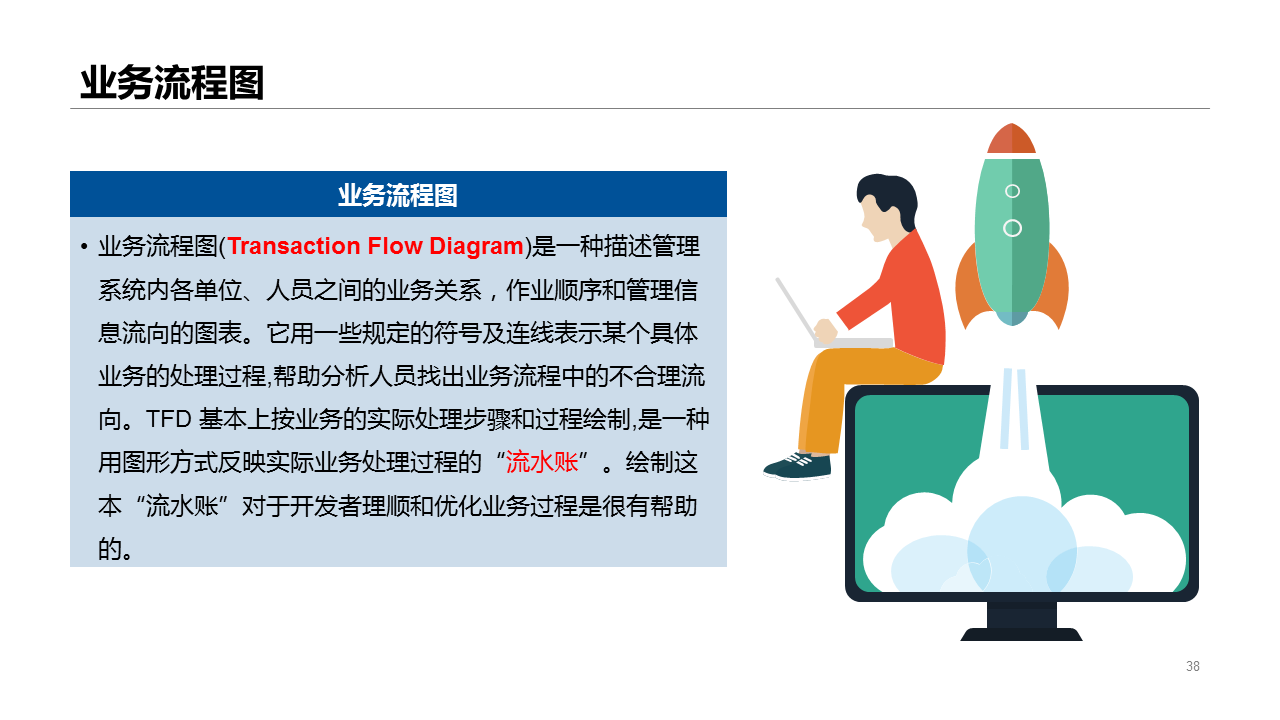 业务流程图
业务流程图
• 业务流程图(Transaction Flow Diagram)是一种描述管理
系统内各单位、人员之间的业务关系，作业顺序和管理信
息流向的图表。它用一些规定的符号及连线表示某个具体
业务的处理过程,帮助分析人员找出业务流程中的不合理流
向。TFD 基本上按业务的实际处理步骤和过程绘制,是一种
用图形方式反映实际业务处理过程的“流水账”。绘制这
本“流水账”对于开发者理顺和优化业务过程是很有帮助
的。
38